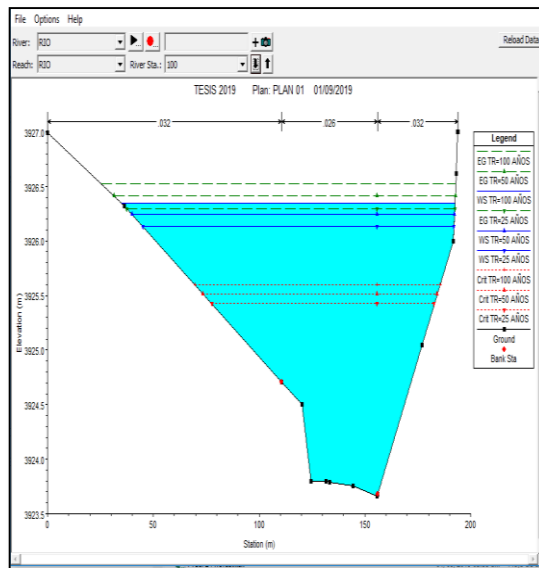 File Options Help
River: RIO
Reload Data
Reach: RIO River Sta.: 100
TESIS 2019 Plan: PLAN 01 01/09/2019
.032 .026 .032
3927.0
3926.5
3926.0
3925.5
3925.0
3924.5
3924.0
3923.5
Elevation (m)
0 50 100 150 200
Station (m)
Legend
EG TR=100 AÑOS
EG TR=50 AÑOS
WS TR=100 AÑOS
EG TR=25 AÑOS
WS TR=50 AÑOS
WS TR=25 AÑOS
Crit TR=100 AÑOS
Crit TR=50 AÑOS
Crit TR=25 AÑOS
Ground
Bank Sta